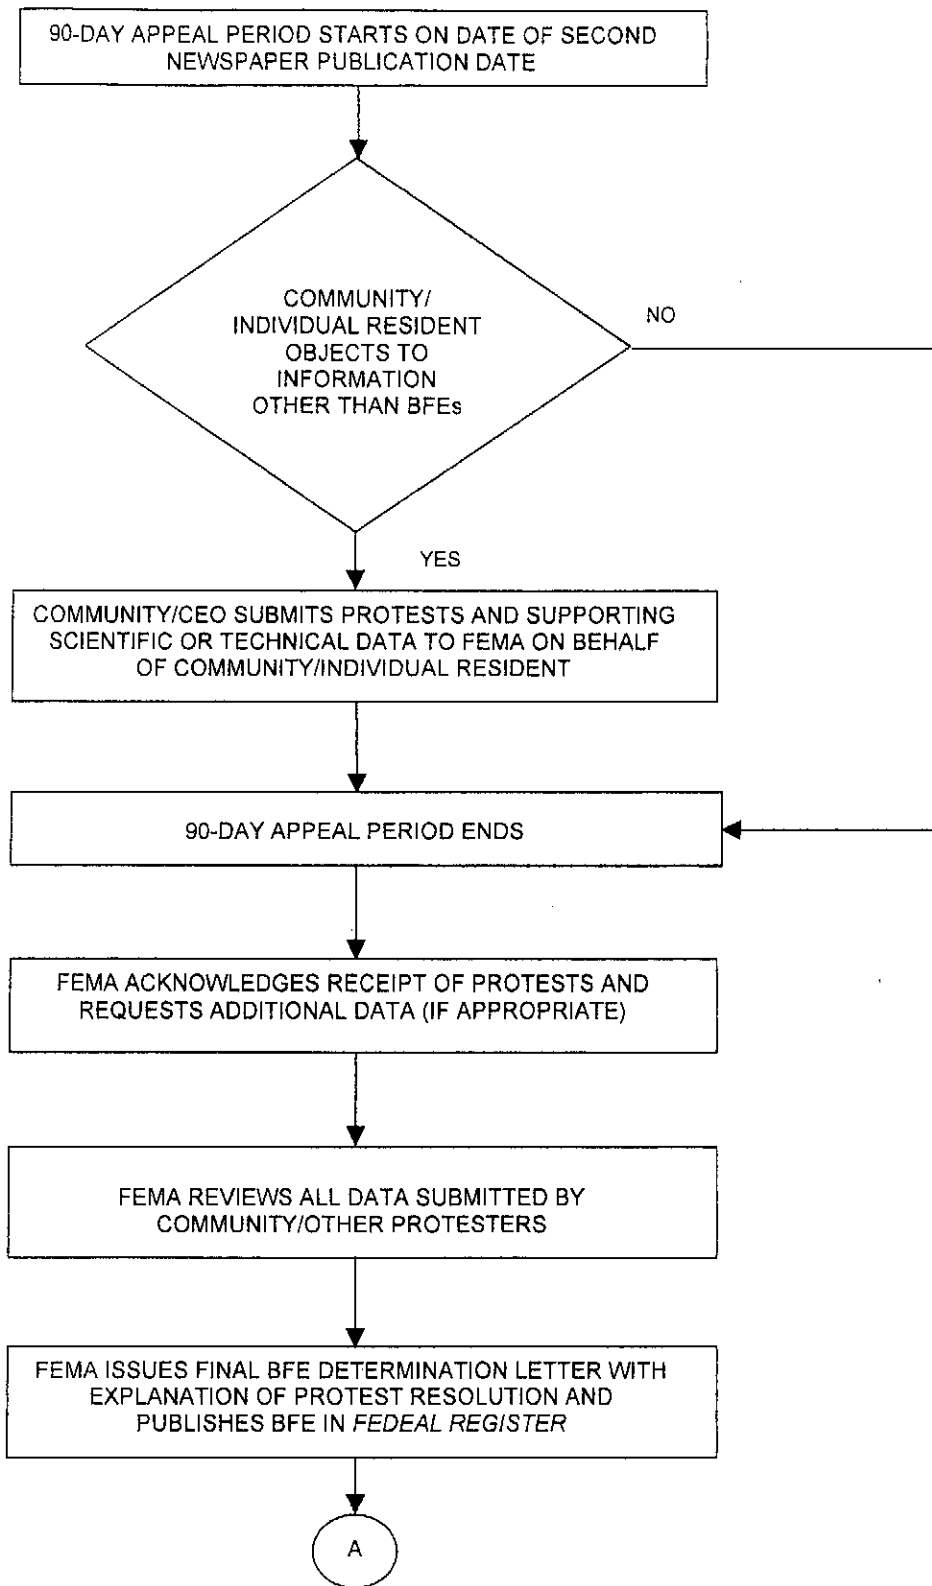 90-DAY APPEAL PERIOD STARTS ON DATE OF SECOND
NEWSPAPER PUBLICATION DATE
COMMUNITY/
INDIVIDUAL RESIDENT
OBJECTS TO
INFORMATION
OTHER THAN BFEs
NO
YES
COMMUNITY/CEO SUBMITS PROTESTS AND SUPPORTING
SCIENTIFIC OR TECHNICAL DATA TO FEMA ON BEHALF
OF COMMUNITY/INDIVIDUAL RESIDENT
90-DAY APPEAL PERIOD ENDS
FEMA ACKNOWLEDGES RECEIPT OF PROTESTS AND
REQUESTS ADDITIONAL DATA (IF APPROPRIATE)
FEMA REVIEWS ALL DATA SUBMITTED BY
COMMUNITY/OTHER PROTESTERS
FEMA ISSUES FINAL BFE DETERMINATION LETTER WITH
EXPLANATION OF PROTEST RESOLUTION AND
PUBLISHES BFE IN FEDEAL REGISTER
A